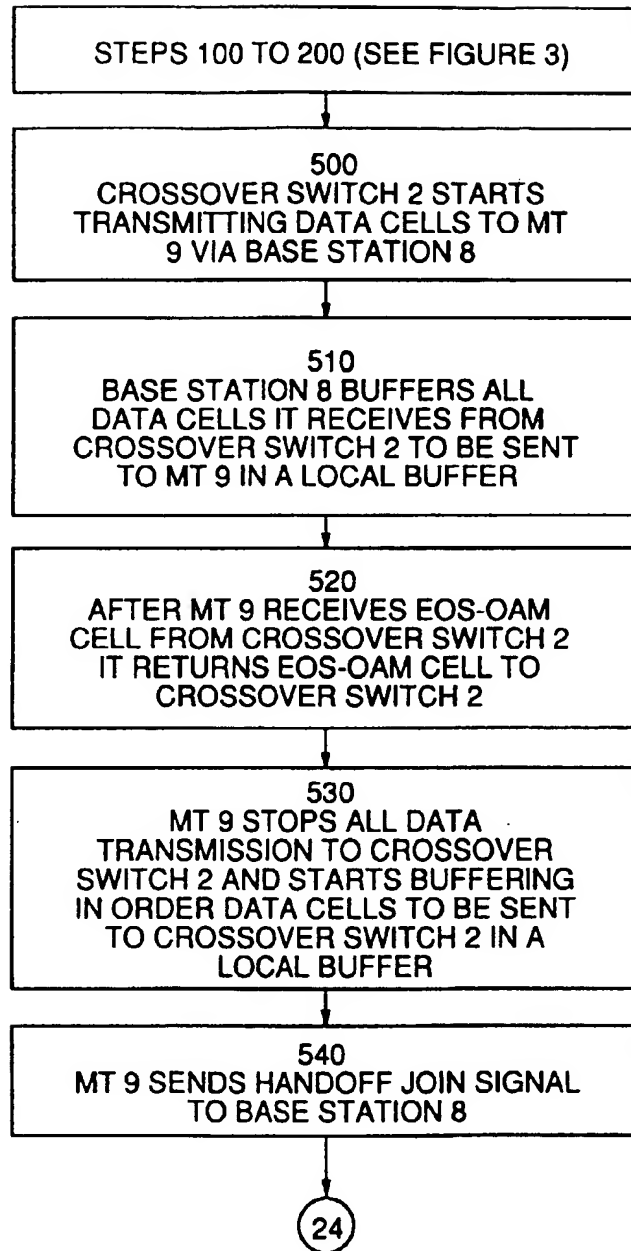 STEPS 100 TO 200 (SEE FIGURE 3)
500
CROSSOVER SWITCH 2 STARTS
TRANSMITTING DATA CELLS TO MT
9 VIA BASE STATION 8
510
BASE STATION 8 BUFFERS ALL
DATA CELLS IT RECEIVES FROM
CROSSOVER SWITCH 2 TO BE SENT
TO MT 9 IN A LOCAL BUFFER
520
AFTER MT 9 RECEIVES EOS-OAM
CELL FROM CROSSOVER SWITCH 2
IT RETURNS EOS-OAM CELL TO
CROSSOVER SWITCH 2
530
MT 9 STOPS ALL DATA
TRANSMISSION TO CROSSOVER
SWITCH 2 AND STARTS BUFFERING
IN ORDER DATA CELLS TO BE SENT
TO CROSSOVER SWITCH 2 IN A
LOCAL BUFFER
540
MT 9 SENDS HANDOFF JOIN SIGNAL
TO BASE STATION 8
24